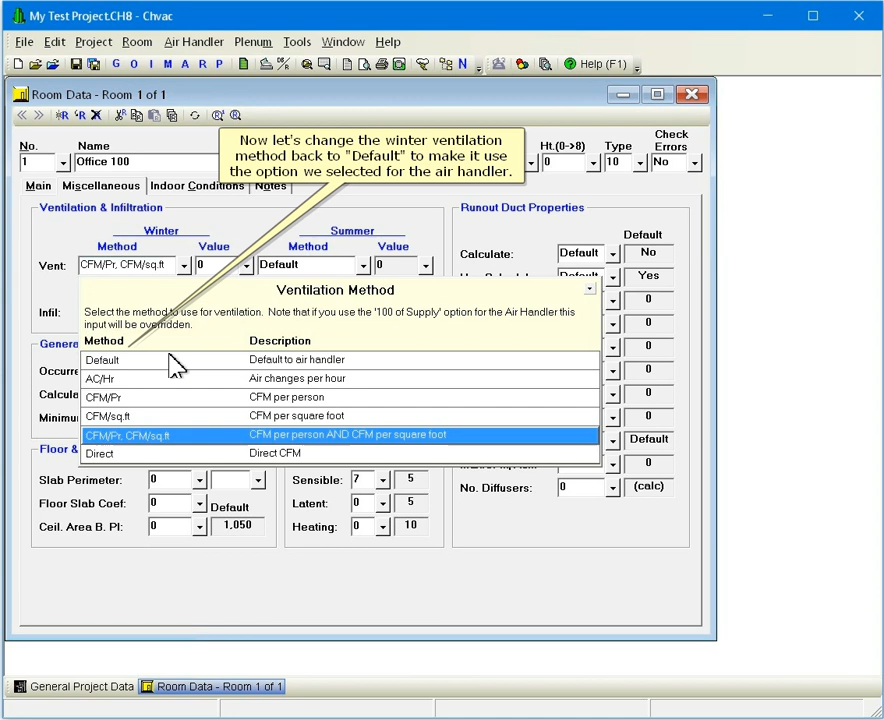 My Test Project.CH8 - Chvac
File Edit Project Room Air Handler Plenum Tools Window Help
G O I M A R P N Help (F1)
Room Data - Room 1 of 1
Now let's change the winter ventilation
method back to "Default" to make it use
the option we selected for the air handler.
No. Name Ht.(0->8) Type Check Errors
1 Office 100 0 10 No
Main Miscellaneous Indoor Conditions Notes
Ventilation & Infiltration Runout Duct Properties
Winter Summer
Method Value Method Value Default
Vent: CFM/Pr, CFM/sq.ft 0 Default 0 Calculate: Default No
Default Yes
Ventilation Method
Select the method to use for ventilation. Note that if you use the '100 of Supply' option for the Air Handler this
input will be overridden.
Infil: 0
0
Method Description
Default Default to air handler
AC/Hr Air changes per hour
CFM/Pr CFM per person
CFM/sq.ft CFM per square foot
CFM/Pr, CFM/sq.ft CFM per person AND CFM per square foot
Direct Direct CFM
Genera 0
Occurre 0
Calcula 0
Minimu 0
Default
Floor & 0
Slab Perimeter: 0 Sensible: 7 5 No. Diffusers: 0 (calc)
Floor Slab Coef: 0 Default Latent: 0 5
Ceil. Area B. Pl: 0 1,050 Heating: 0 10
General Project Data Room Data - Room 1 of 1